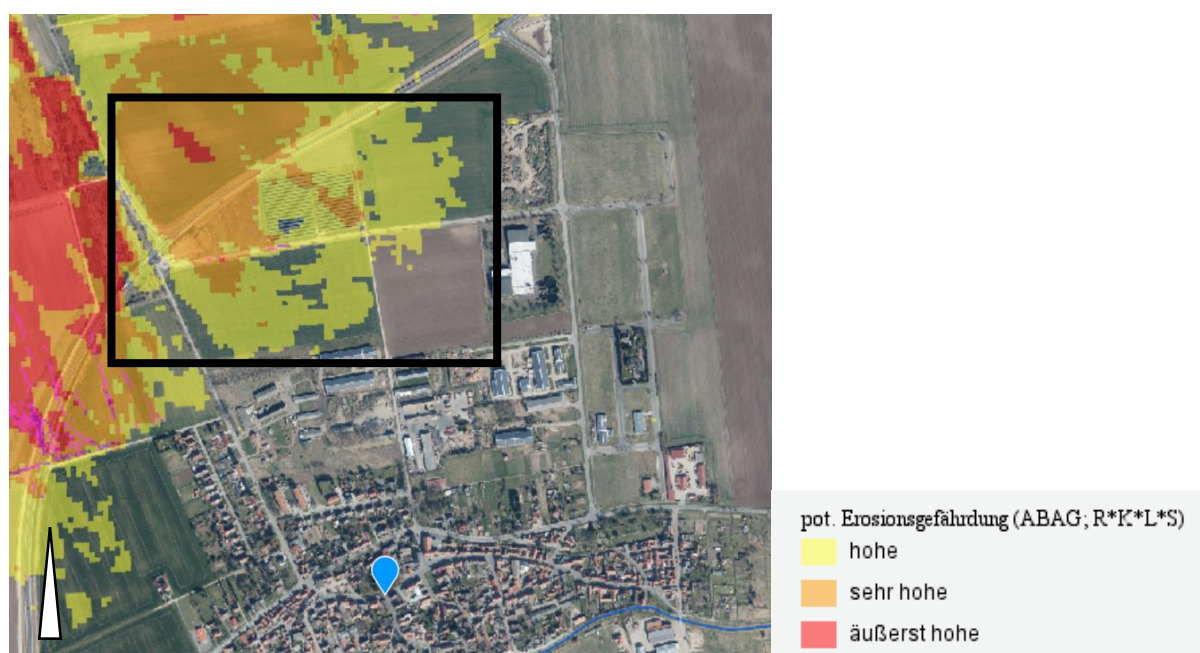 pot. Erosionsgefährdung (ABAG; R*K*L*S)
hohe
sehr hohe
äußerst hohe